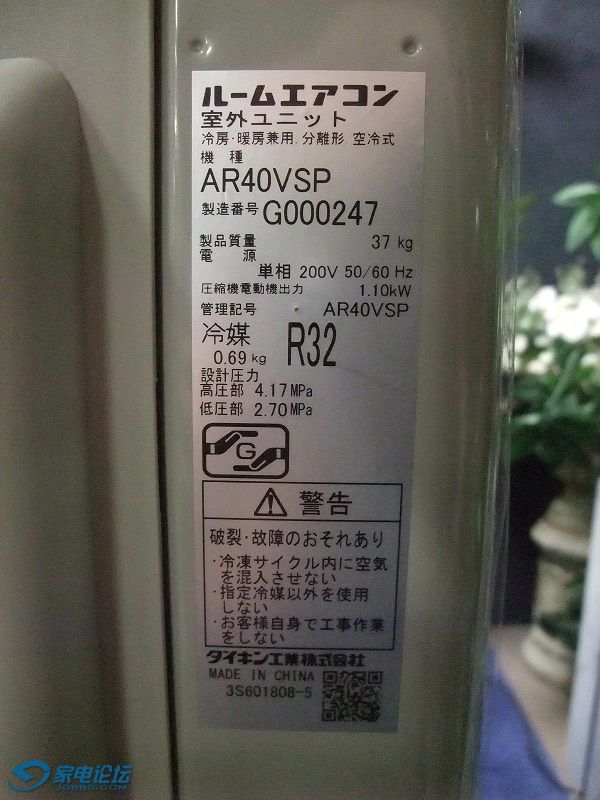 ルームエアコン
室外ユニット
冷房・暖房兼用 分離形 空冷式
機種
AR40VSP
製造番号 G000247
製品質量 37 kg
電源
単相 200V 50/60 Hz
圧縮機電動機出力 1.10kW
管理記号 AR40VSP
冷媒 R32
0.69 kg
設計圧力
高圧部 4.17 MPa
低圧部 2.70 MPa
G
警告
破裂・故障のおそれあり
・冷凍サイクル内に空気
を混入させない
・指定冷媒以外を使用
しない
・お客様自身で工事作業
をしない
ダイキン工業株式会社
MADE IN CHINA
3S601808-5
家电论坛
JDBBS.COM